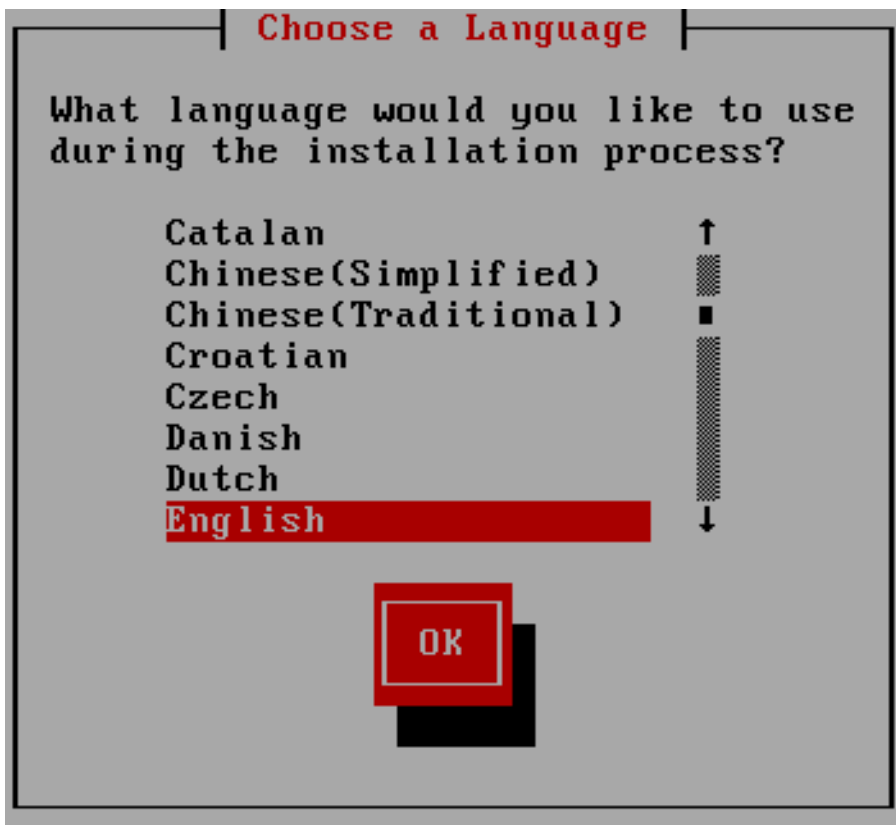 Choose a Language
What language would you like to use
during the installation process?
Catalan
Chinese(Simplified)
Chinese(Traditional)
Croatian
Czech
Danish
Dutch
English
OK